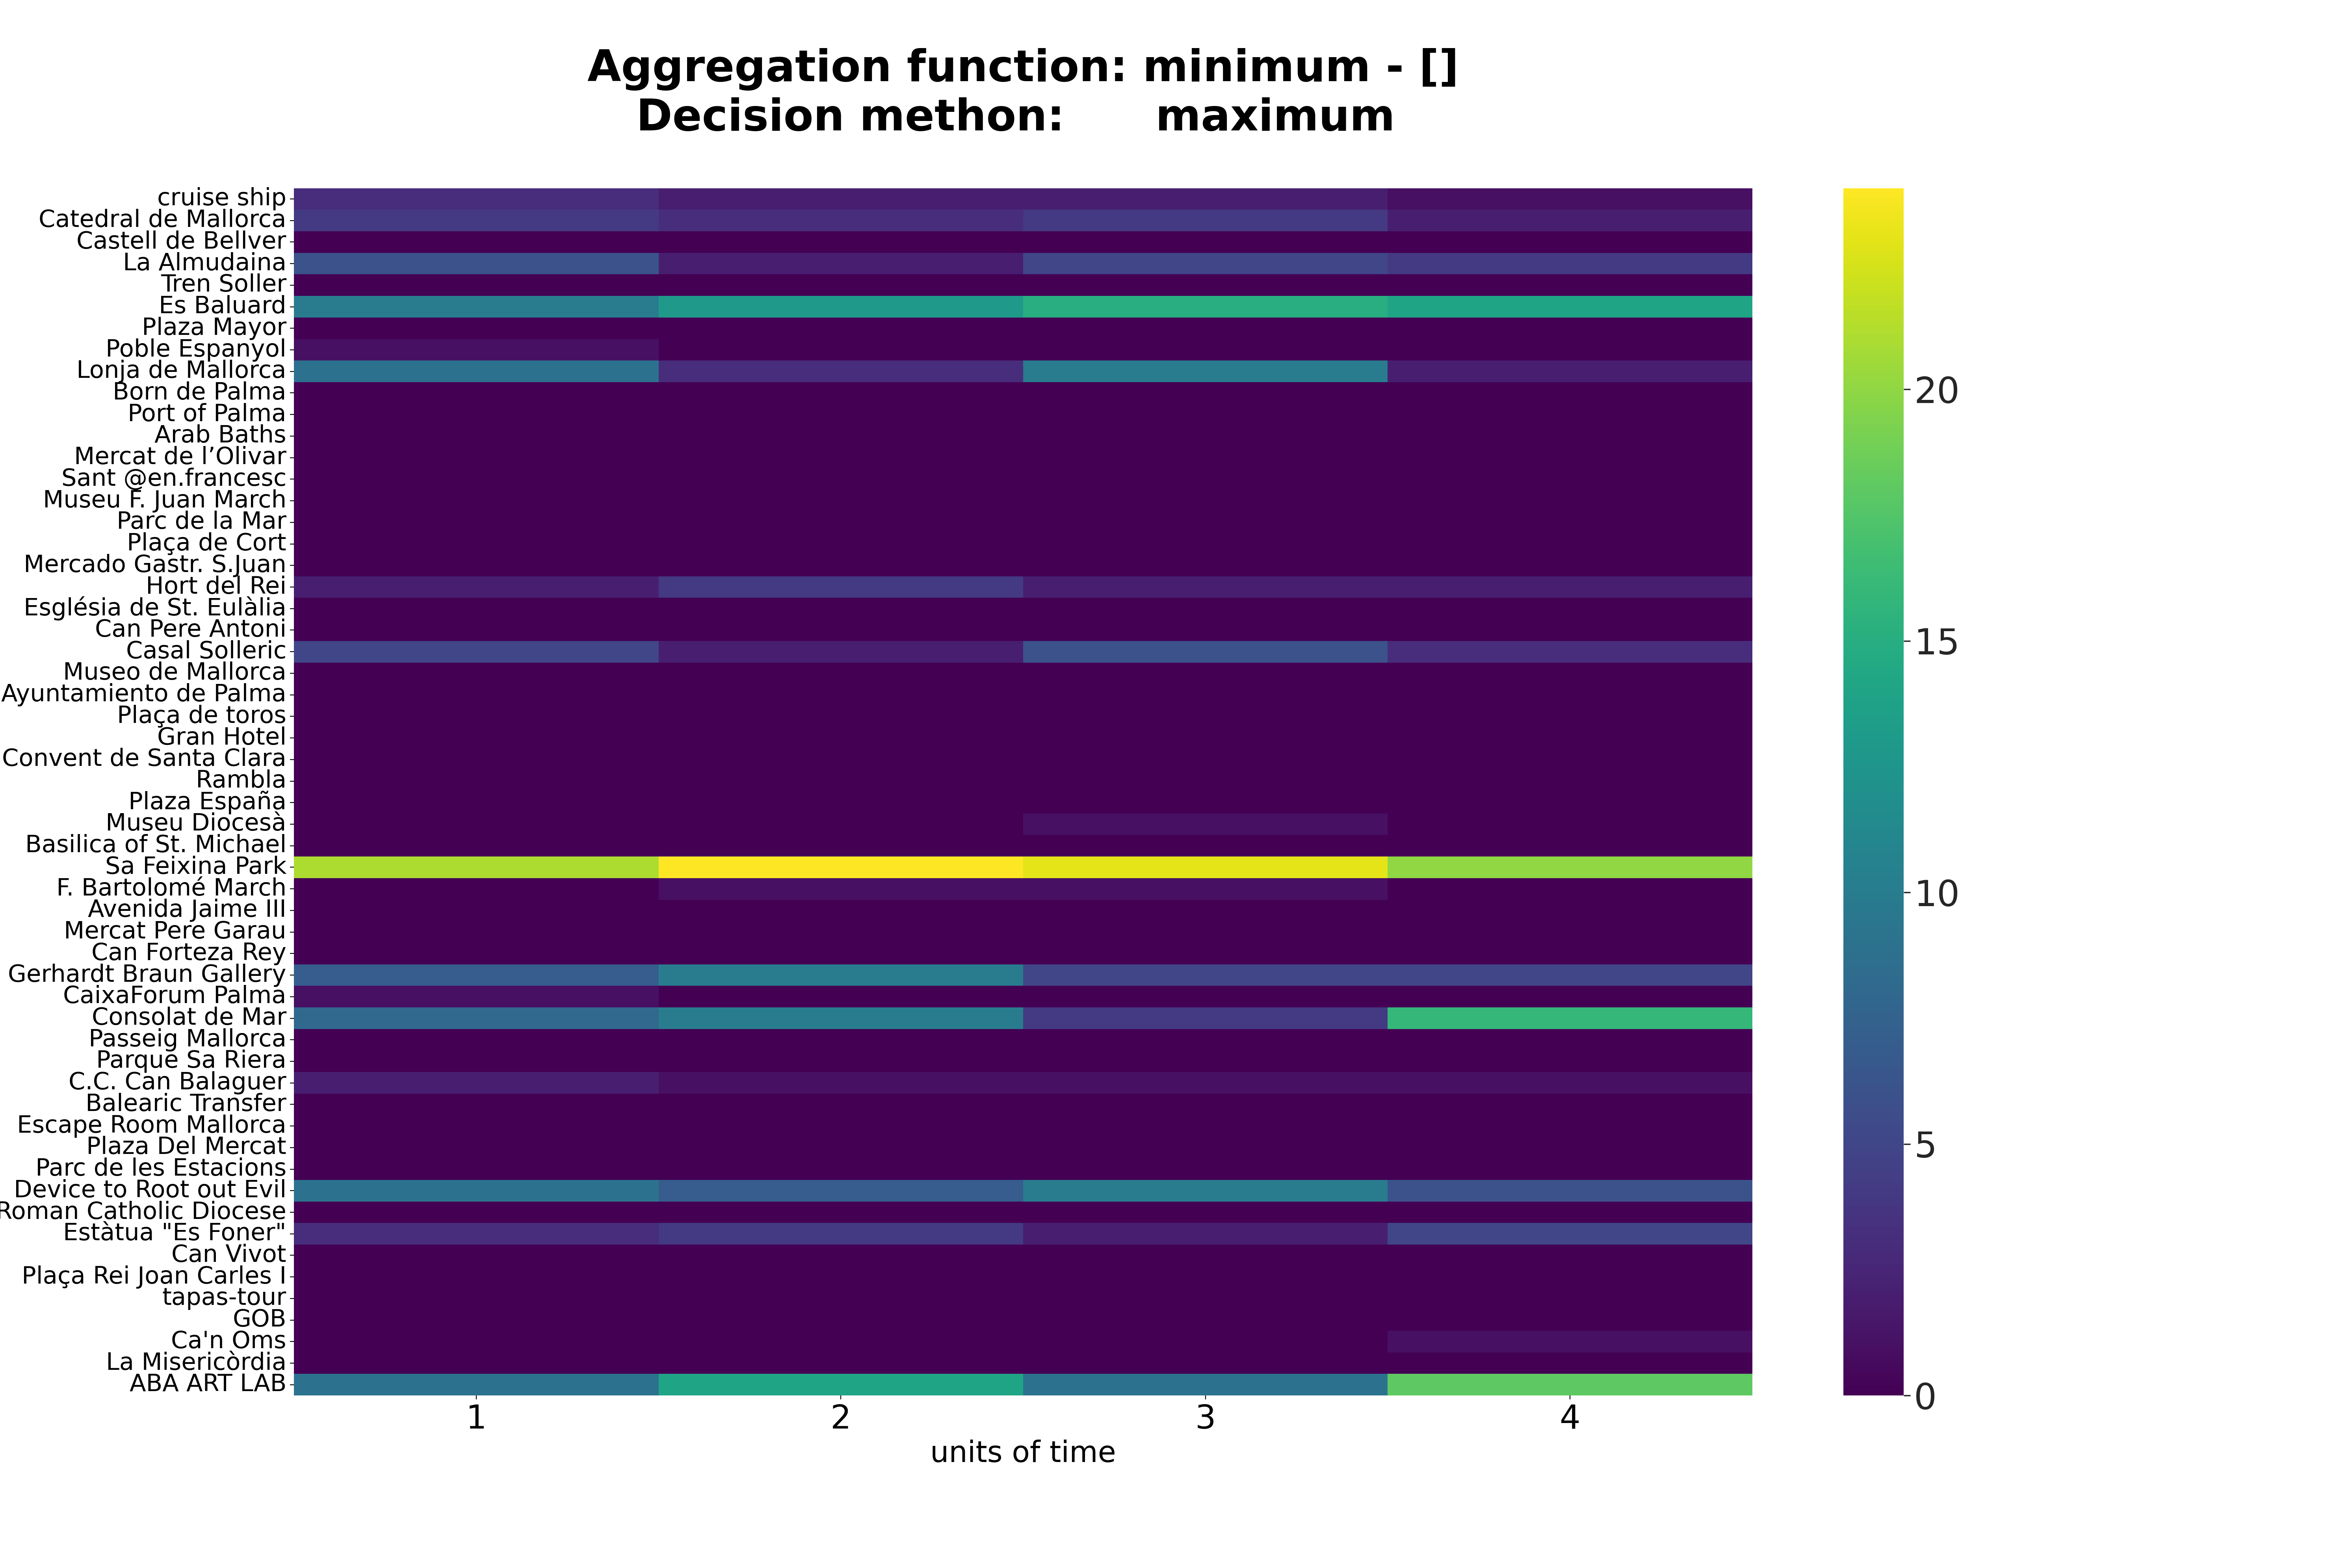 Aggregation function: minimum - []
Decision methon: maximum
cruise ship
Catedral de Mallorca
Castell de Bellver
La Almudaina
Tren Soller
Es Baluard
Plaza Mayor
Poble Espanyol
Lonja de Mallorca
Born de Palma
Port of Palma
Arab Baths
Mercat de l’Olivar
Sant @en.francesc
Museu F. Juan March
Parc de la Mar
Plaça de Cort
Mercado Gastr. S.Juan
Hort del Rei
Església de St. Eulàlia
Can Pere Antoni
Casal Solleric
Museo de Mallorca
Ayuntamiento de Palma
Plaça de toros
Gran Hotel
Convent de Santa Clara
Rambla
Plaza España
Museu Diocesà
Basilica of St. Michael
Sa Feixina Park
F. Bartolomé March
Avenida Jaime III
Mercat Pere Garau
Can Forteza Rey
Gerhardt Braun Gallery
CaixaForum Palma
Consolat de Mar
Passeig Mallorca
Parque Sa Riera
C.C. Can Balaguer
Balearic Transfer
Escape Room Mallorca
Plaza Del Mercat
Parc de les Estacions
Device to Root out Evil
Roman Catholic Diocese
Estàtua "Es Foner"
Can Vivot
Plaça Rei Joan Carles I
tapas-tour
GOB
Ca'n Oms
La Misericòrdia
ABA ART LAB
1 2 3 4
units of time
20
15
10
5
0